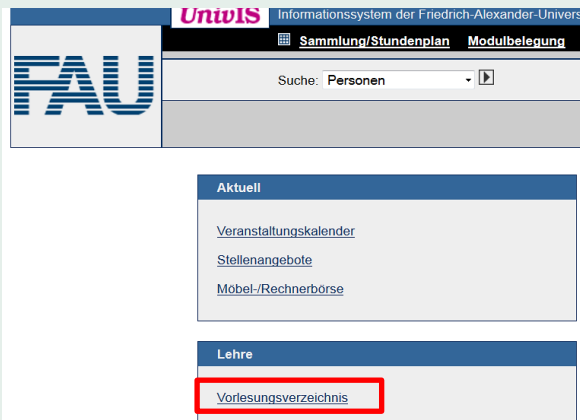 UnivIS Informationssystem der Friedrich-Alexander-Univers
Sammlung/Stundenplan Modulbelegung
FAU
Suche: Personen
Aktuell
Veranstaltungskalender
Stellenangebote
Möbel-/Rechnerbörse
Lehre
Vorlesungsverzeichnis